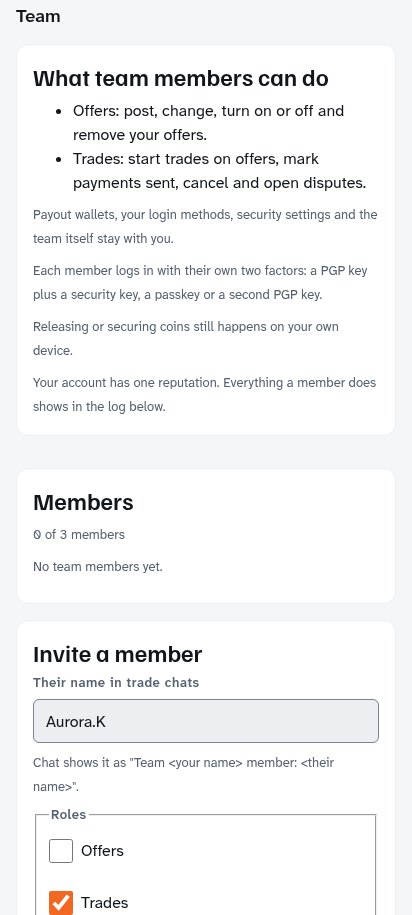 Team
What team members can do
• Offers: post, change, turn on or off and
remove your offers.
• Trades: start trades on offers, mark
payments sent, cancel and open disputes.
Payout wallets, your login methods, security settings and the
team itself stay with you.
Each member logs in with their own two factors: a PGP key
plus a security key, a passkey or a second PGP key.
Releasing or securing coins still happens on your own
device.
Your account has one reputation. Everything a member does
shows in the log below.
Members
0 of 3 members
No team members yet.
Invite a member
Their name in trade chats
Aurora.K
Chat shows it as "Team <your name> member: <their
name>".
Roles
Offers
Trades